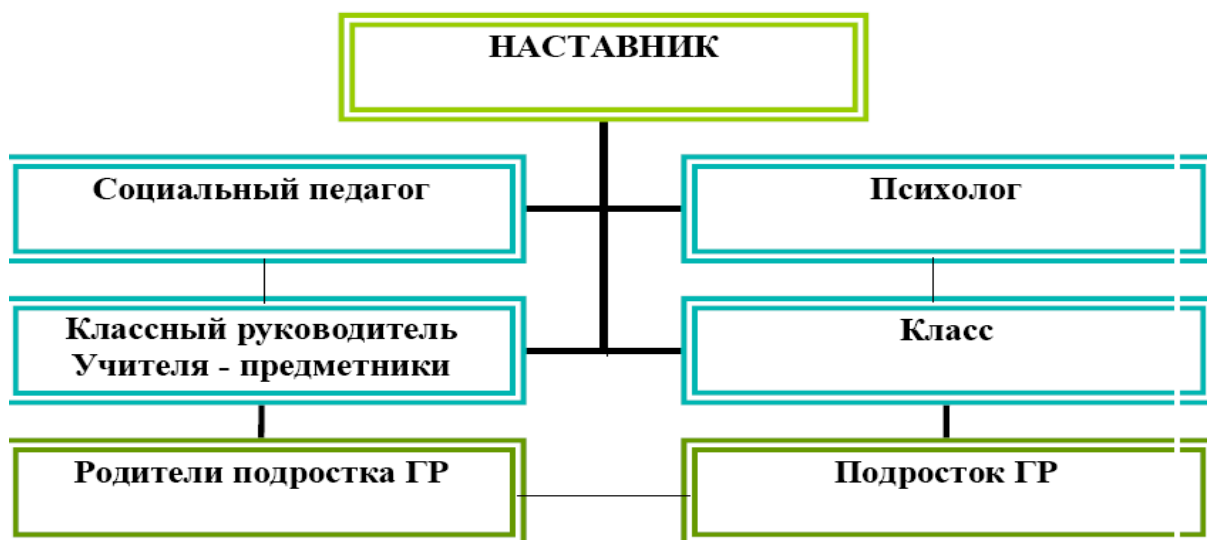 НАСТАВНИК
Социальный педагог
Психолог
Классный руководитель
Учителя - предметники
Класс
Родители подростка ГР
Подросток ГР